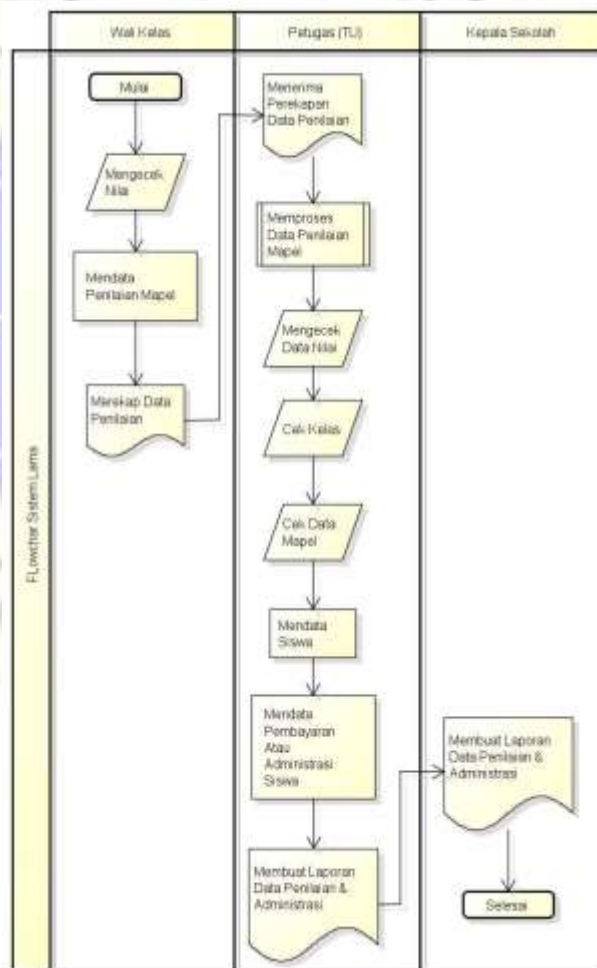 Wali Kelas
Petugas (TU)
Kepala Sekolah
FLowchar Sistem Lama
Mulai
Mengecek
Nilai
Mendata
Penilaian Mapel
Merekap Data
Penilaian
Menerima
Perekapan
Data Penilaian
Memproses
Data Penilaian
Mapel
Mengecek
Data Nilai
Cek Kelas
Cek Data
Mapel
Mendata
Siswa
Mendata
Pembayaran
Atau
Administrasi
Siswa
Membuat Laporan
Data Penilaian &
Administrasi
Membuat Laporan
Data Penilaian &
Administrasi
Selesai